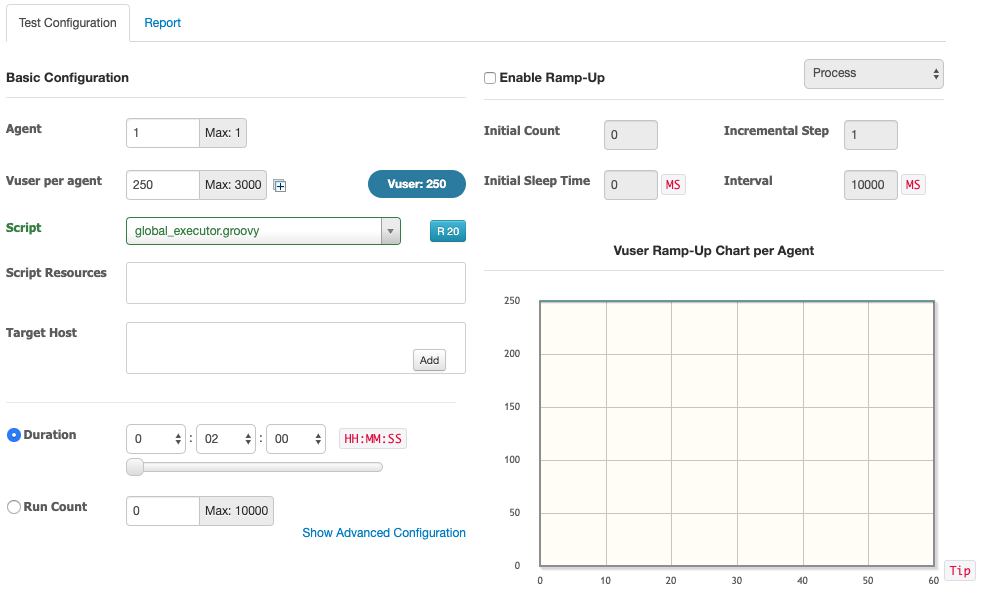 Test Configuration Report
Basic Configuration
Agent 1 Max: 1
Vuser per agent 250 Max: 3000 Vuser: 250
Script global_executor.groovy R 20
Script Resources
Target Host
Add
Duration 0 : 02 : 00 HH:MM:SS
Run Count 0 Max: 10000
Show Advanced Configuration
Enable Ramp-Up Process
Initial Count 0 Incremental Step 1
Initial Sleep Time 0 MS Interval 10000 MS
Vuser Ramp-Up Chart per Agent
250
200
150
100
50
0
0 10 20 30 40 50 60
Tip